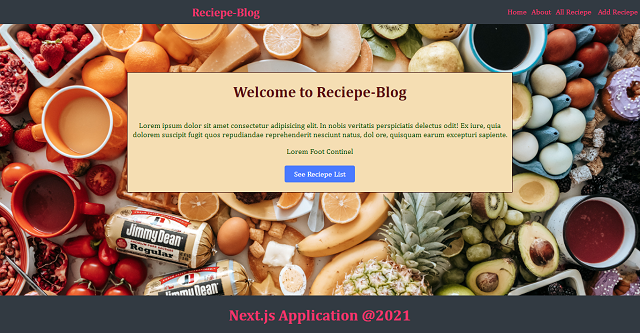 Reciepe-Blog
Home About All Reciepe Add Reciepe
Welcome to Reciepe-Blog
Lorem ipsum dolor sit amet consectetur adipisicing elit. In nobis veritatis perspiciatis delectus odit! Ex iure, quia
dolorem suscipit fugit quos repudiandae reprehenderit nesciunt natus, dol ore, quisquam earum excepturi sapiente.
Lorem Foot Continel
See Reciepe List
Jimmy Dean
Premium Pork Sausage
Regular
Jimmy Dean
Next.js Application @2021